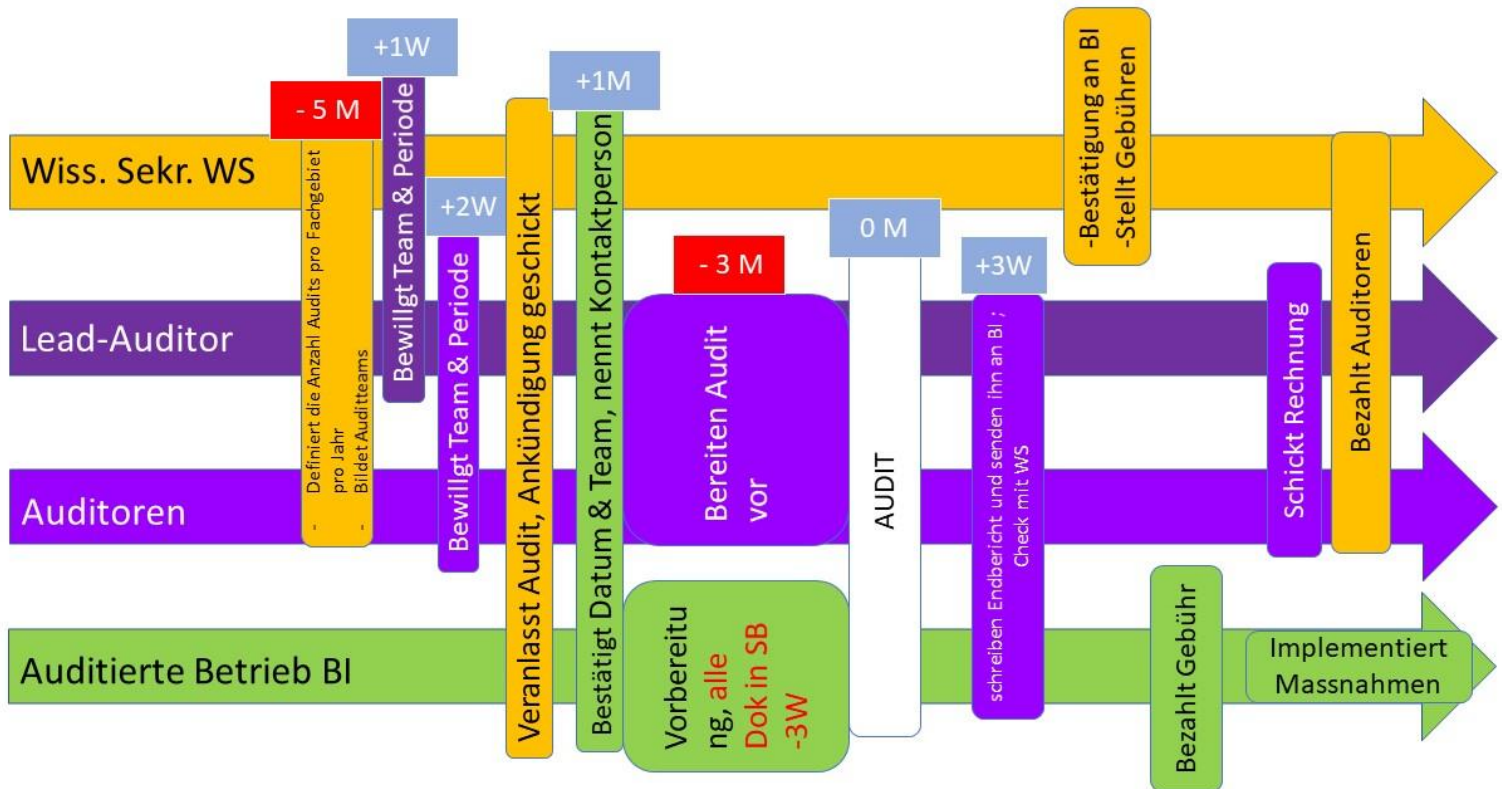 +1W
- 5 M
+1M
Wiss. Sekr. WS
- Definiert die Anzahl Audits pro Fachgebiet
pro Jahr
- Bildet Auditteams
Bewilligt Team & Periode
+2W
Bewilligt Team & Periode
Veranlasst Audit, Ankündigung geschickt
Bestätigt Datum & Team, nennt Kontaktperson
- 3 M
0 M
+3W
-Bestätigung an BI
-Stellt Gebühren
Lead-Auditor
Bereiten Audit
vor
AUDIT
schreiben Endbericht und senden ihn an BI ;
Check mit WS
Schickt Rechnung
Bezahlt Auditoren
Auditoren
Auditierte Betrieb BI
Vorbereitu
ng, alle
Dok in SB
-3W
Bezahlt Gebühr
Implementiert
Massnahmen